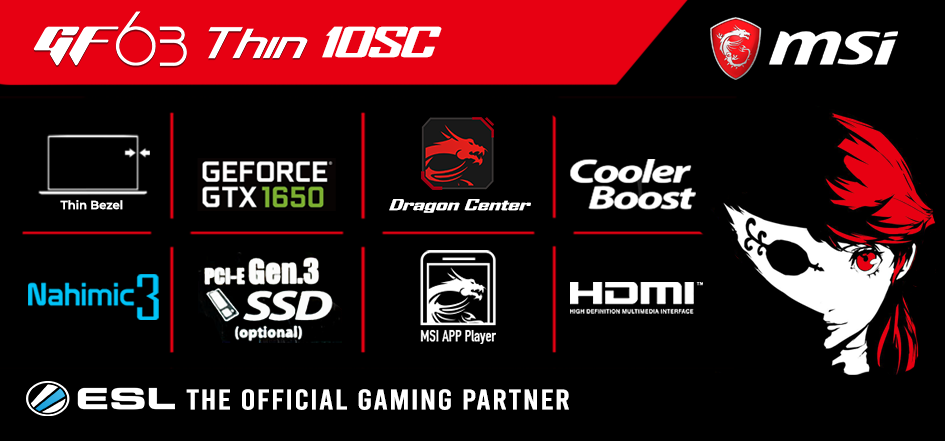 GF63 Thin 10SC
msi
Thin Bezel
GEFORCE®
GTX 1650
Dragon Center
Cooler
Boost
Nahimic 3
PCI-E Gen.3
SSD
(optional)
MSI APP Player
HDMI™
HIGH DEFINITION MULTIMEDIA INTERFACE
ESL THE OFFICIAL GAMING PARTNER